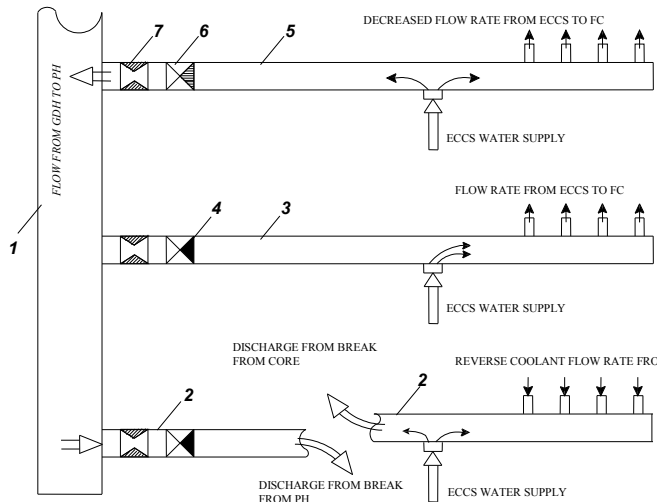 7
6
5
DECREASED FLOW RATE FROM ECCS TO FC
FLOW FROM GDH TO PH
ECCS WATER SUPPLY
4
3
FLOW RATE FROM ECCS TO FC
1
ECCS WATER SUPPLY
DISCHARGE FROM BREAK
FROM CORE
REVERSE COOLANT FLOW RATE FRO
2
2
DISCHARGE FROM BREAK
FROM PH
ECCS WATER SUPPLY